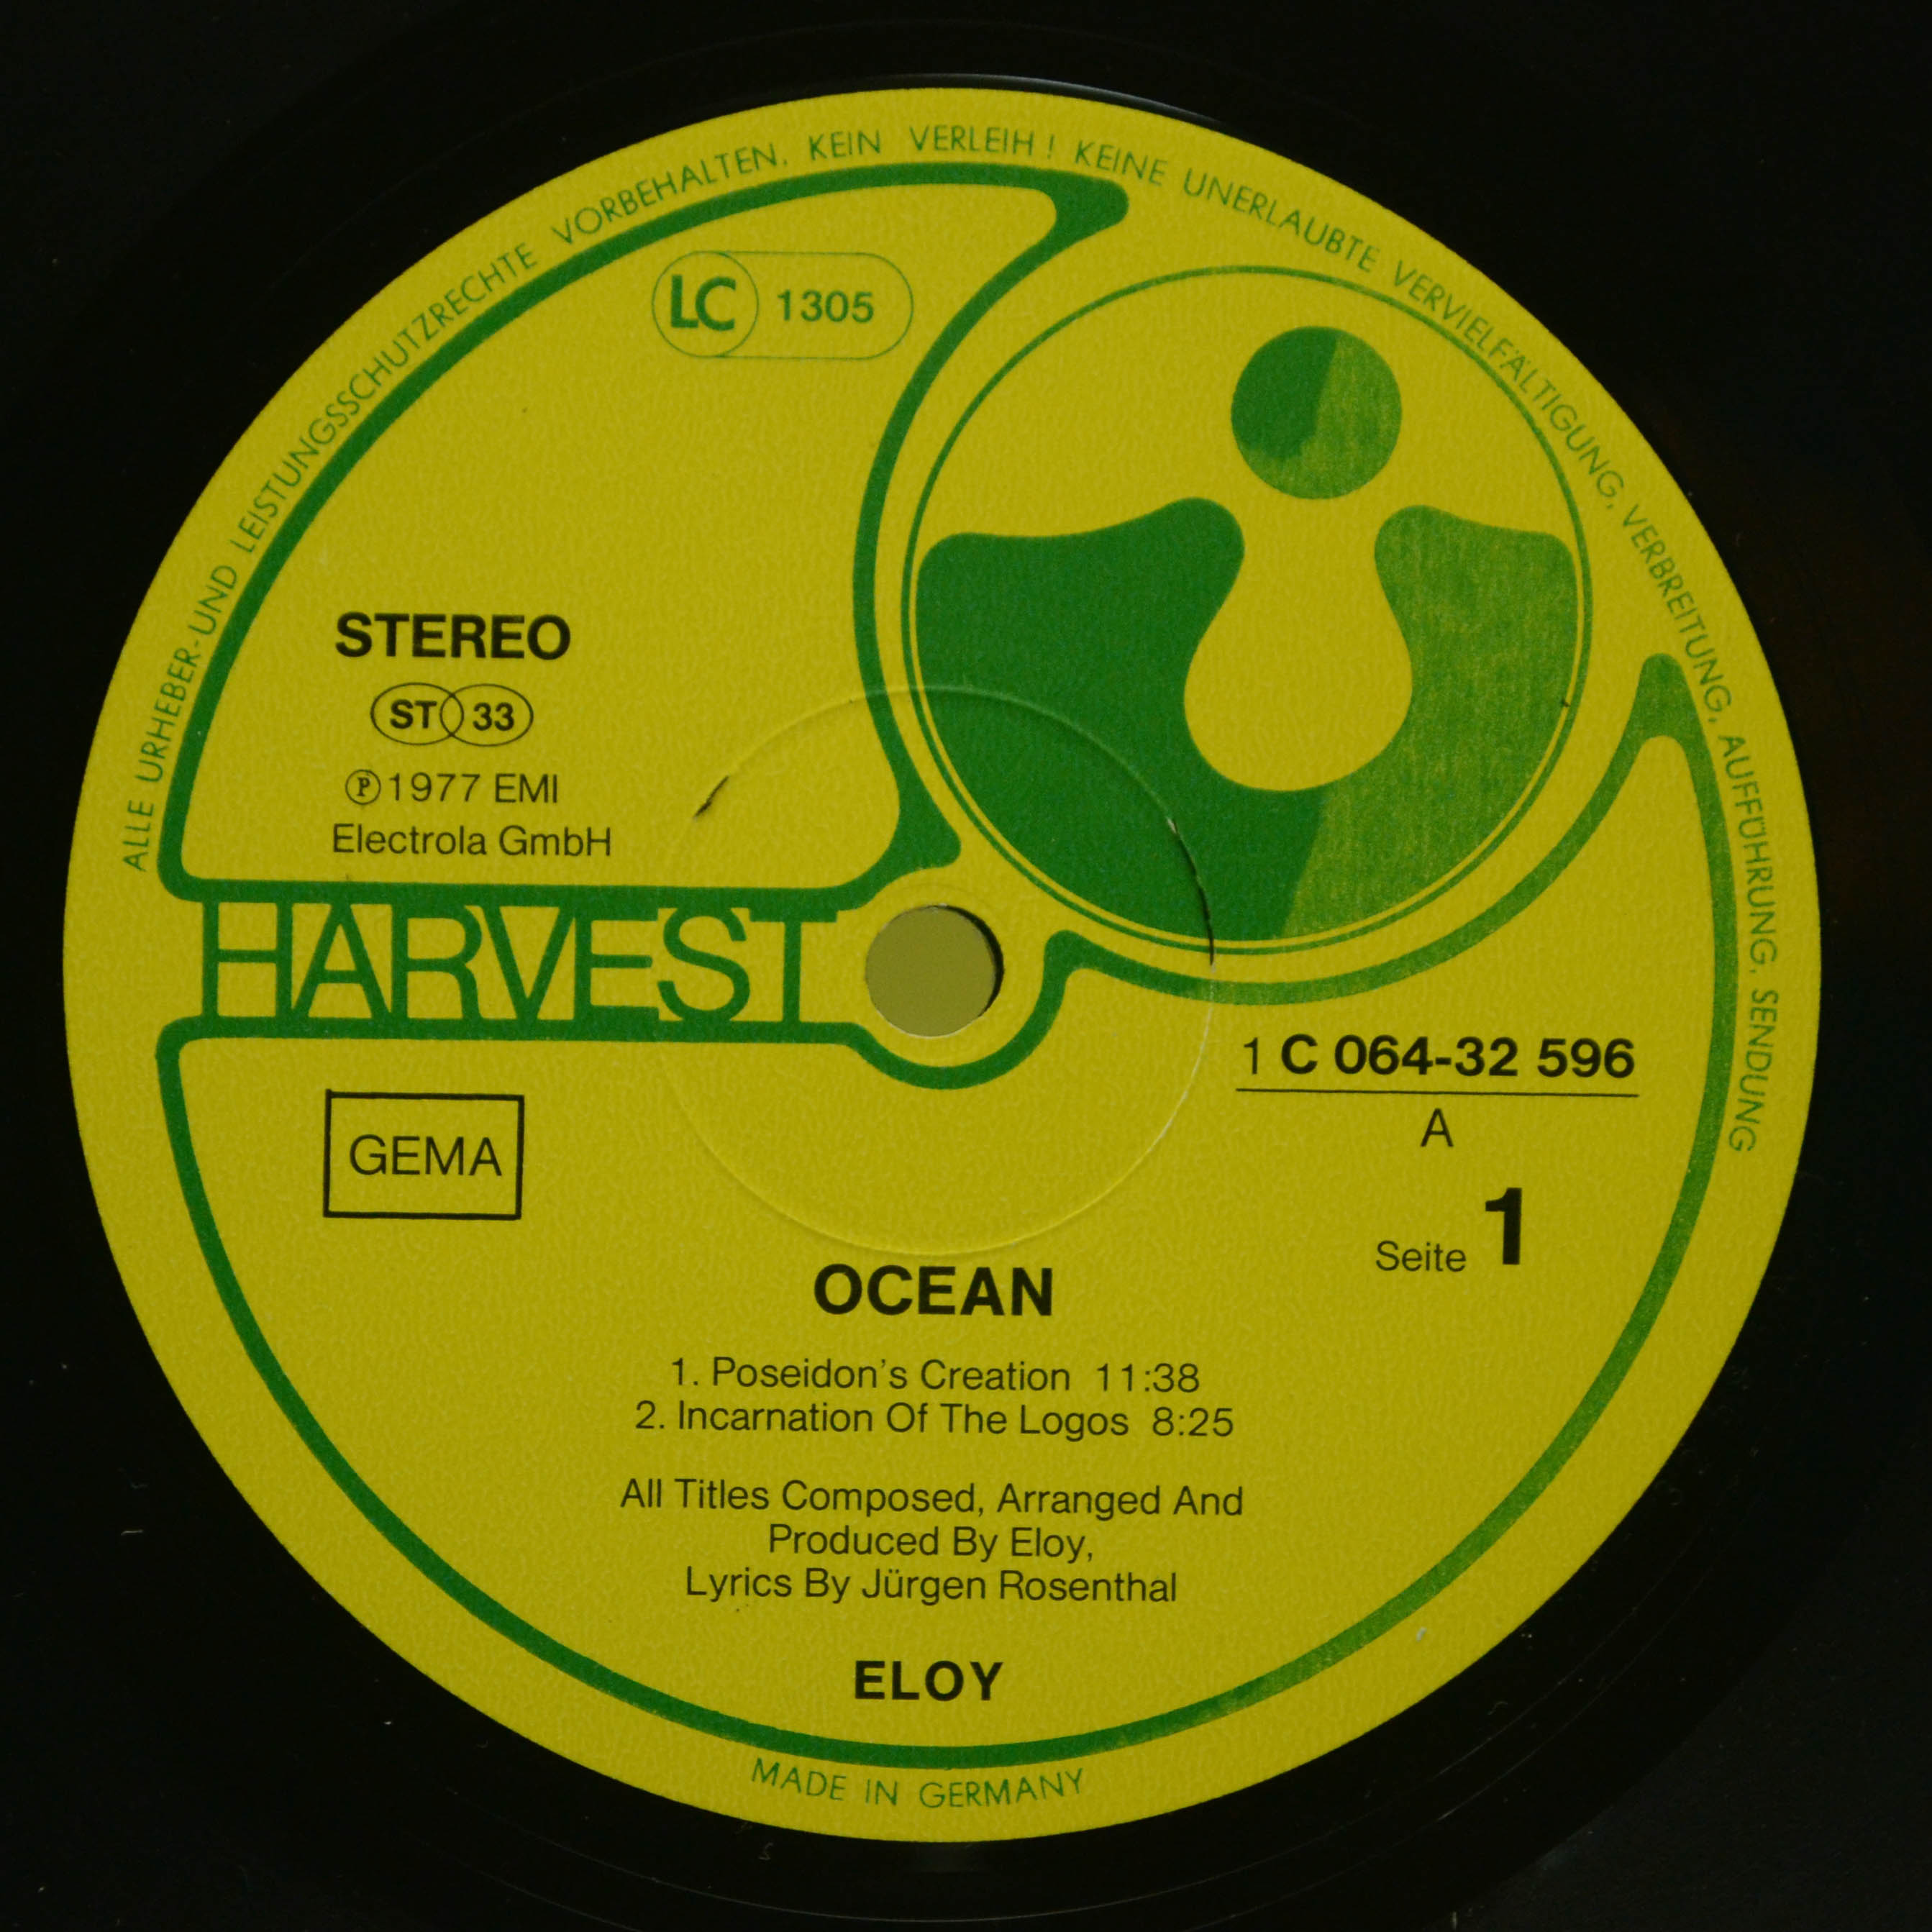 ALLE URHEBER- UND LEISTUNGSSCHUTZRECHTE VORBEHALTEN. KEIN VERLEIH! KEINE UNERLAUBTE VERVIELFÄLTIGUNG, VERBREITUNG, AUFFÜHRUNG, SENDUNG
LC 1305
STEREO
ST 33
Ⓟ1977 EMI
Electrola GmbH
HARVEST
1 C 064-32 596
A
GEMA
Seite 1
OCEAN
1. Poseidon's Creation 11:38
2. Incarnation Of The Logos 8:25
All Titles Composed, Arranged And
Produced By Eloy,
Lyrics By Jürgen Rosenthal
ELOY
MADE IN GERMANY